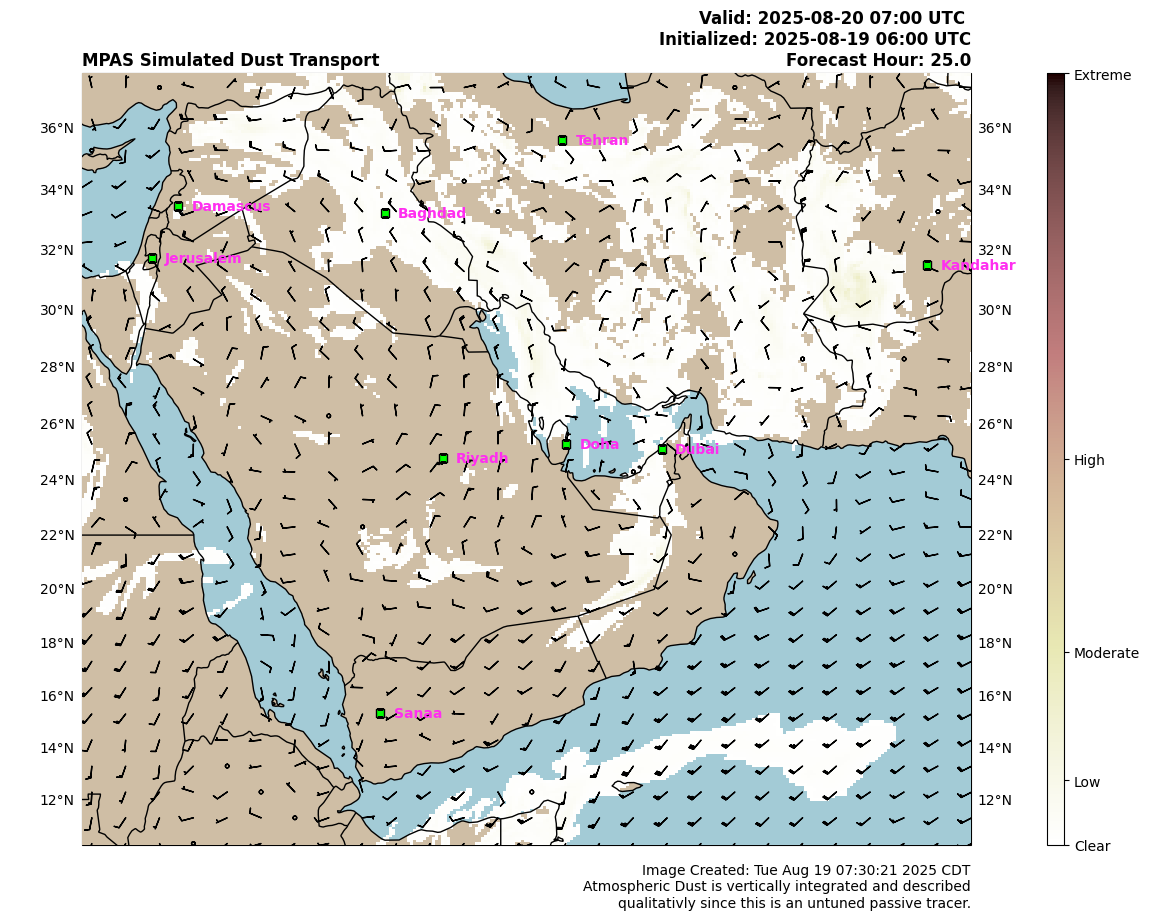 Valid: 2025-08-20 07:00 UTC
Initialized: 2025-08-19 06:00 UTC
MPAS Simulated Dust Transport Forecast Hour: 25.0
Extreme
36°N Tehran 36°N
34°N Damascus Baghdad 34°N
32°N Jerusalem 32°N
Kandahar
30°N 30°N
28°N 28°N
26°N 26°N
Doha Dubai
Riyadh High
24°N 24°N
22°N 22°N
20°N 20°N
18°N 18°N
Moderate
16°N 16°N
Sanaa
14°N 14°N
Low
12°N 12°N
Clear
Image Created: Tue Aug 19 07:30:21 2025 CDT
Atmospheric Dust is vertically integrated and described
qualitativly since this is an untuned passive tracer.